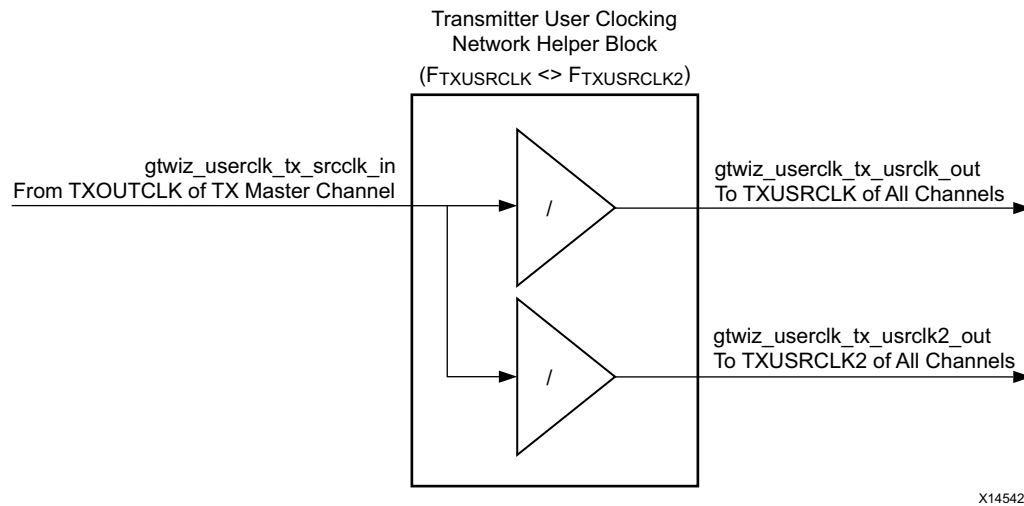 Transmitter User Clocking
Network Helper Block
(FTXUSRCLK <> FTXUSRCLK2)
gtwiz_userclk_tx_srcclk_in
From TXOUTCLK of TX Master Channel
/
gtwiz_userclk_tx_usrclk_out
To TXUSRCLK of All Channels
/
gtwiz_userclk_tx_usrclk2_out
To TXUSRCLK2 of All Channels
X14542